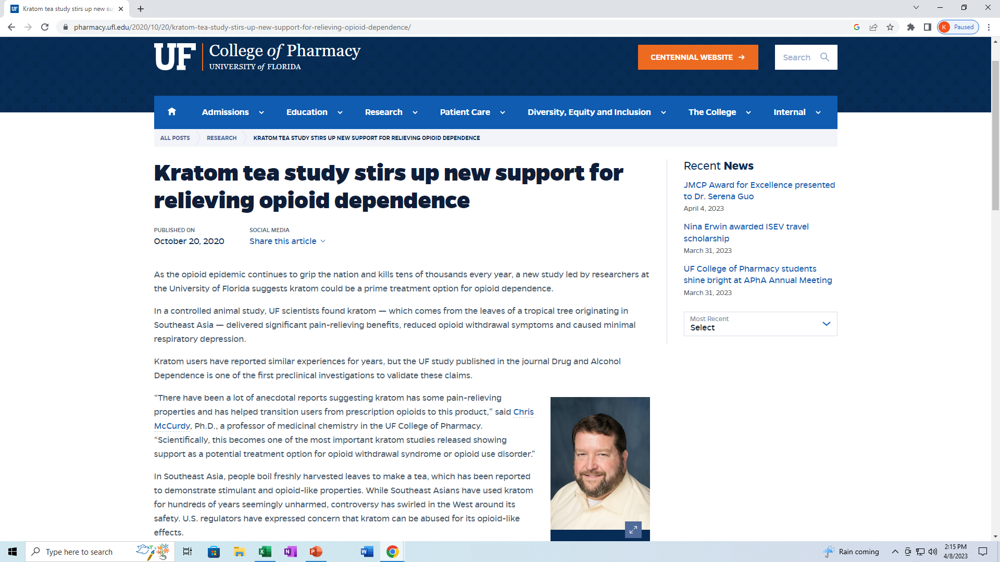 Kratom tea study stirs up new su
pharmacy.ufl.edu/2020/10/20/kratom-tea-study-stirs-up-new-support-for-relieving-opioid-dependence/
K Paused
UF College of Pharmacy
UNIVERSITY of FLORIDA
CENTENNIAL WEBSITE →
Search
Admissions Education Research Patient Care Diversity, Equity and Inclusion The College Internal
ALL POSTS RESEARCH KRATOM TEA STUDY STIRS UP NEW SUPPORT FOR RELIEVING OPIOID DEPENDENCE
Kratom tea study stirs up new support for
relieving opioid dependence
PUBLISHED ON
October 20, 2020
SOCIAL MEDIA
Share this article
As the opioid epidemic continues to grip the nation and kills tens of thousands every year, a new study led by researchers at
the University of Florida suggests kratom could be a prime treatment option for opioid dependence.
In a controlled animal study, UF scientists found kratom — which comes from the leaves of a tropical tree originating in
Southeast Asia — delivered significant pain-relieving benefits, reduced opioid withdrawal symptoms and caused minimal
respiratory depression.
Kratom users have reported similar experiences for years, but the UF study published in the journal Drug and Alcohol
Dependence is one of the first preclinical investigations to validate these claims.
“There have been a lot of anecdotal reports suggesting kratom has some pain-relieving
properties and has helped transition users from prescription opioids to this product,” said Chris
McCurdy, Ph.D., a professor of medicinal chemistry in the UF College of Pharmacy.
“Scientifically, this becomes one of the most important kratom studies released showing
support as a potential treatment option for opioid withdrawal syndrome or opioid use disorder.”
In Southeast Asia, people boil freshly harvested leaves to make a tea, which has been reported
to demonstrate stimulant and opioid-like properties. While Southeast Asians have used kratom
for hundreds of years seemingly unharmed, controversy has swirled in the West around its
safety. U.S. regulators have expressed concern that kratom can be abused for its opioid-like
effects.
Recent News
JMCP Award for Excellence presented
to Dr. Serena Guo
April 4, 2023
Nina Erwin awarded ISEV travel
scholarship
March 31, 2023
UF College of Pharmacy students
shine bright at APhA Annual Meeting
March 31, 2023
Most Recent
Select
Type here to search
Rain coming
2:15 PM
4/8/2023